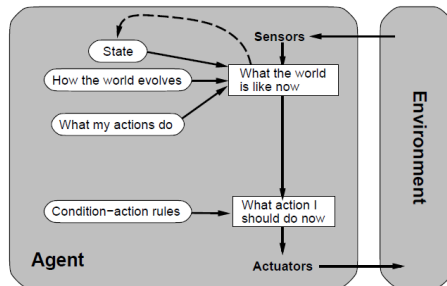 Sensors
State
How the world evolves
What my actions do
What the world
is like now
Condition−action rules
What action I
should do now
Agent
Actuators
Environment